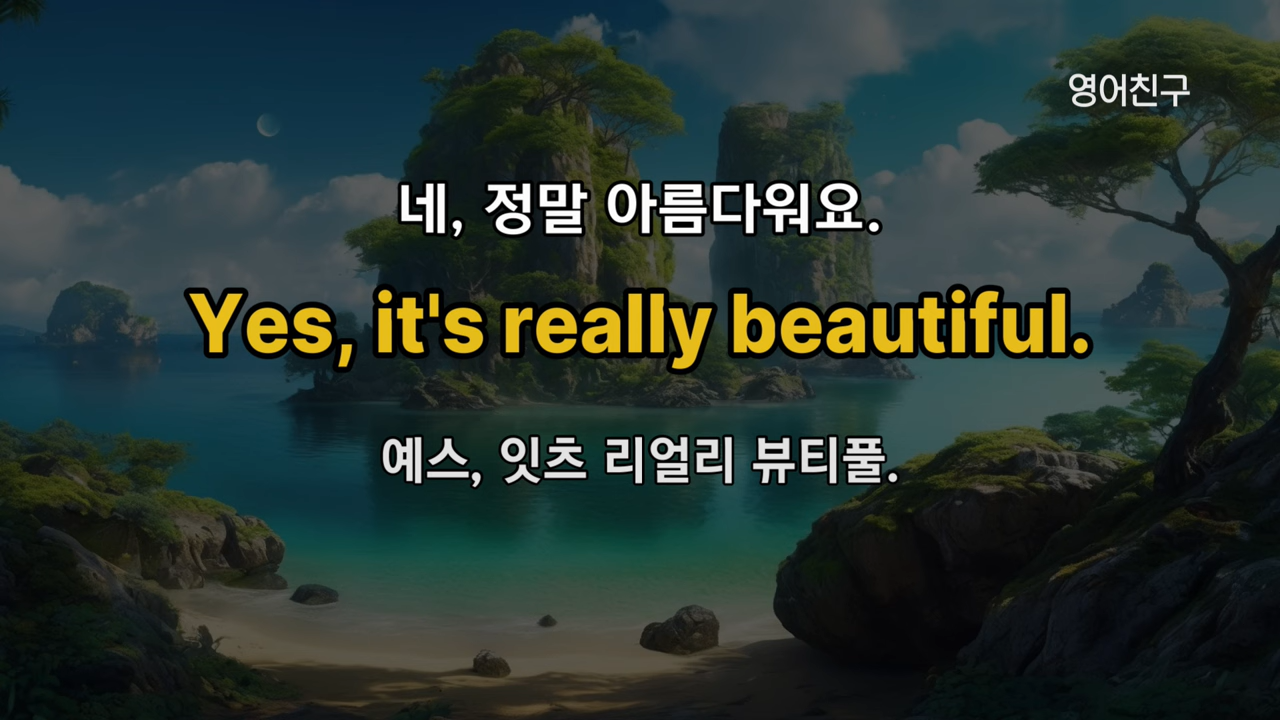 영어친구
네, 정말 아름다워요.
Yes, it's really beautiful.
예스, 잇츠 리얼리 뷰티풀.